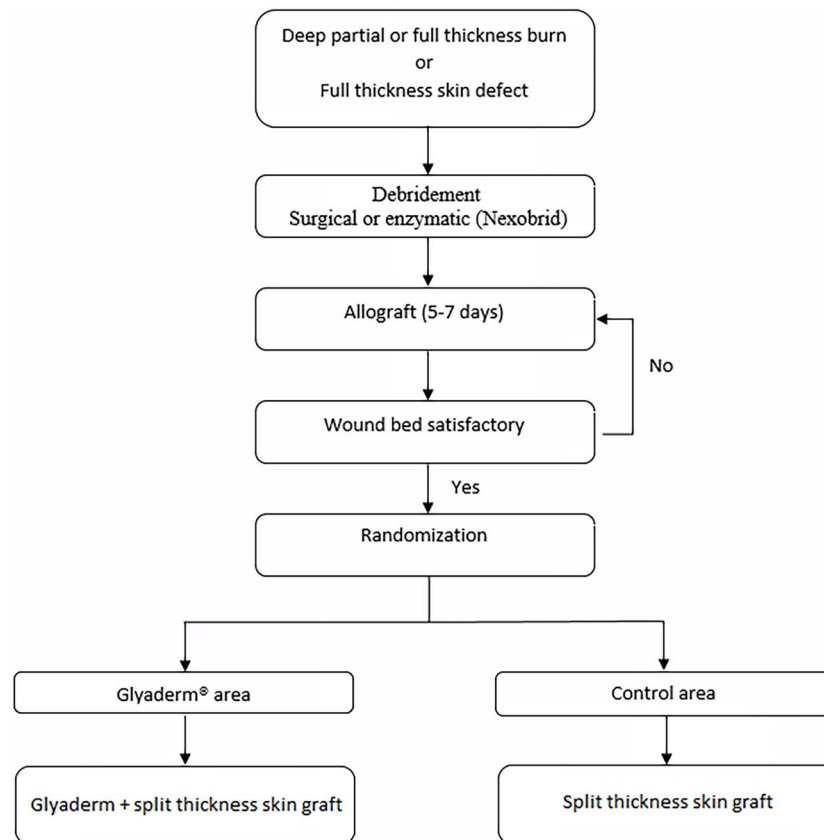 Deep partial or full thickness burn
or
Full thickness skin defect
Debridement
Surgical or enzymatic (Nexobrid)
Allograft (5-7 days)
No
Wound bed satisfactory
Yes
Randomization
Glyaderm® area
Control area
Glyaderm + split thickness skin graft
Split thickness skin graft